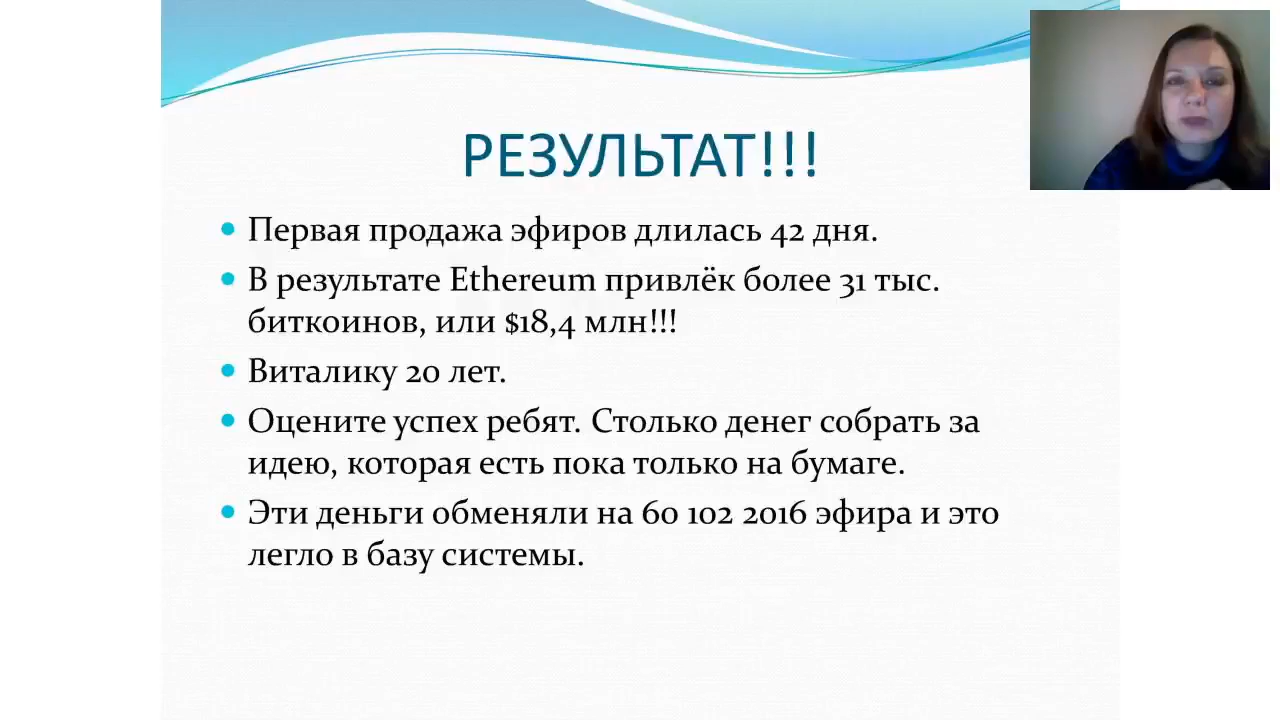 РЕЗУЛЬТАТ!!!
Первая продажа эфиров длилась 42 дня.
В результате Ethereum привлёк более 31 тыс.
биткоинов, или $18,4 млн!!!
Виталику 20 лет.
Оцените успех ребят. Столько денег собрать за
идею, которая есть пока только на бумаге.
Эти деньги обменяли на 60 102 2016 эфира и это
легло в базу системы.